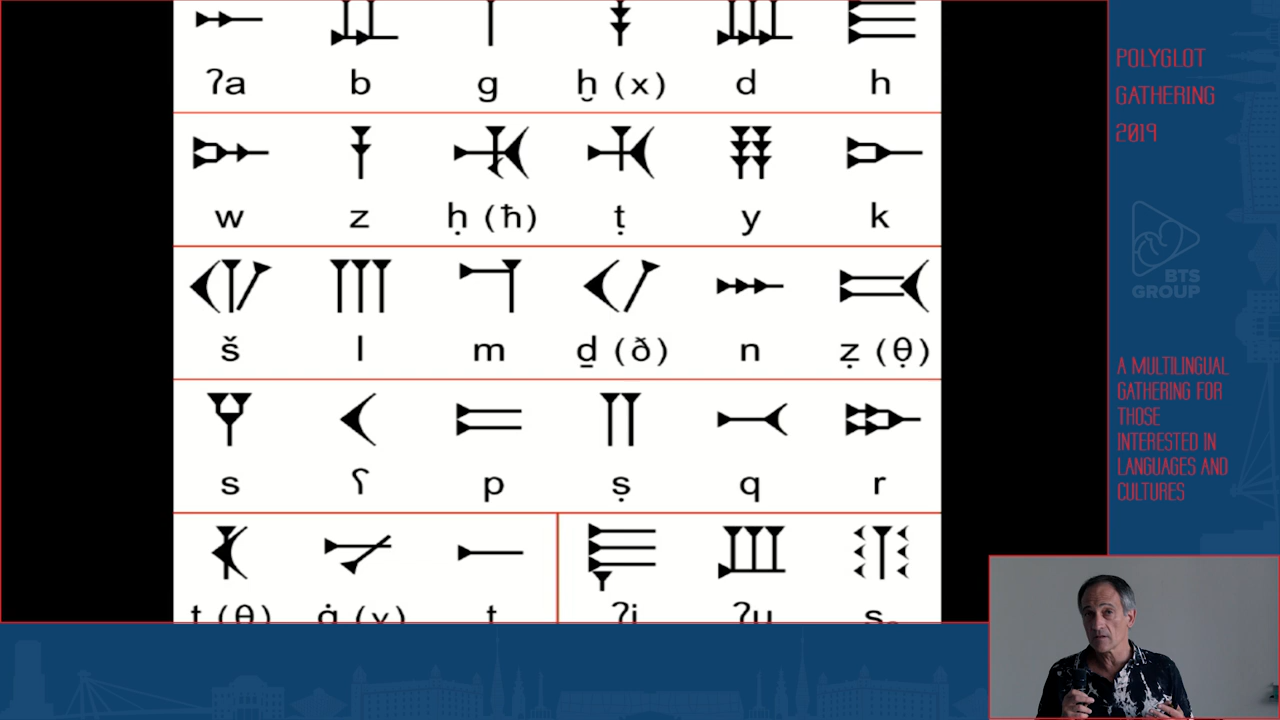 𐎀 𐎁 𐎂 𐎃 𐎄 𐎅
ʔa b g ḫ (x) d h
𐎆 𐎇 𐎈 𐎉 𐎊 𐎋
w z ḥ (ħ) ṭ y k
𐎌 𐎍 𐎎 𐎏 𐎐 𐎑
š l m ḏ (ð) n ẓ (θ̣)
𐎒 𐎓 𐎔 𐎕 𐎖 𐎗
s ʕ p ṣ q r
𐎘 𐎙 𐎚 𐎛 𐎜 𐎝
ṯ (θ) ġ (γ) t ʔi ʔu
POLYGLOT
GATHERING
2019
BTS
GROUP
A MULTILINGUAL
GATHERING FOR
THOSE
INTERESTED IN
LANGUAGES AND
CULTURES